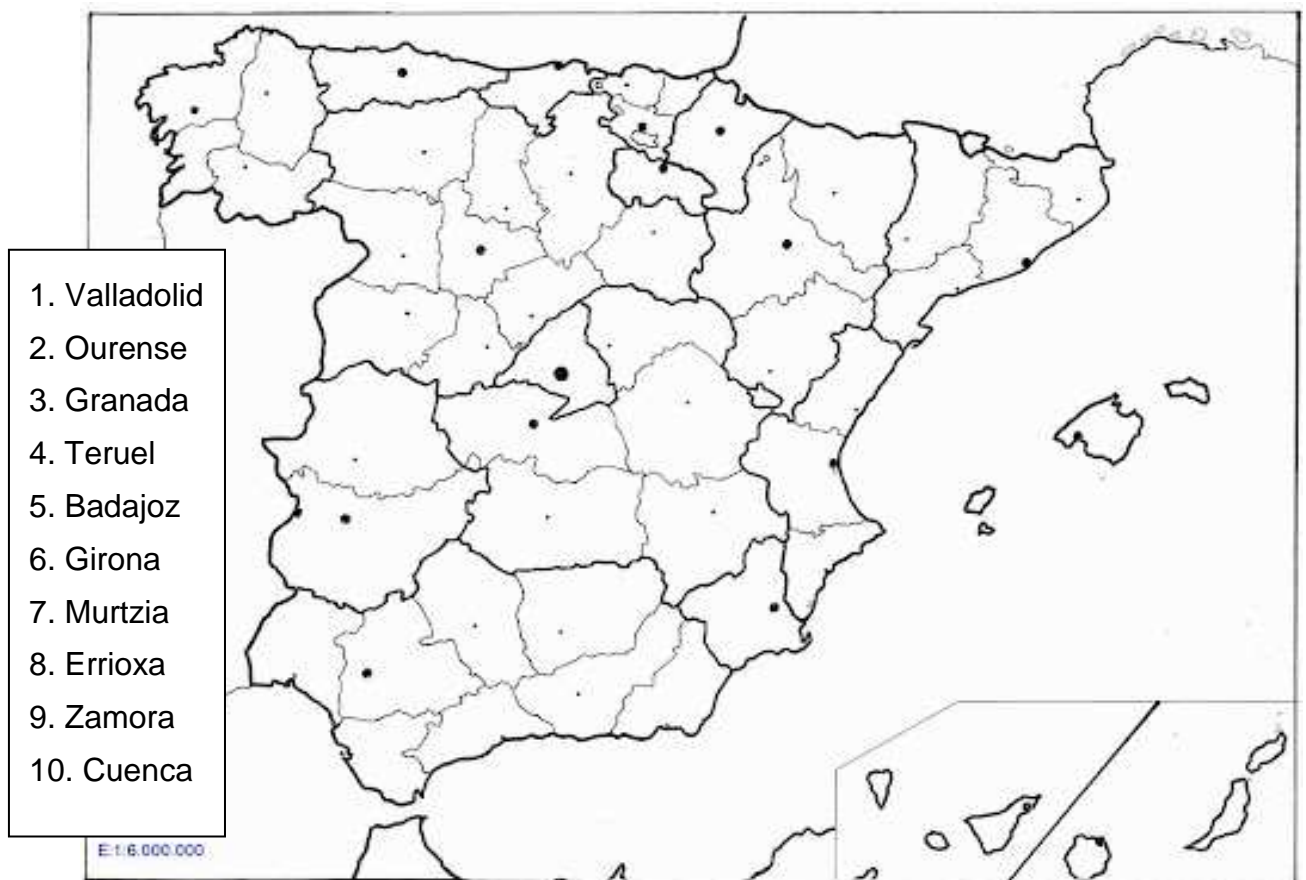 1. Valladolid
2. Ourense
3. Granada
4. Teruel
5. Badajoz
6. Girona
7. Murtzia
8. Errioxa
9. Zamora
10. Cuenca
E:1:6.000.000